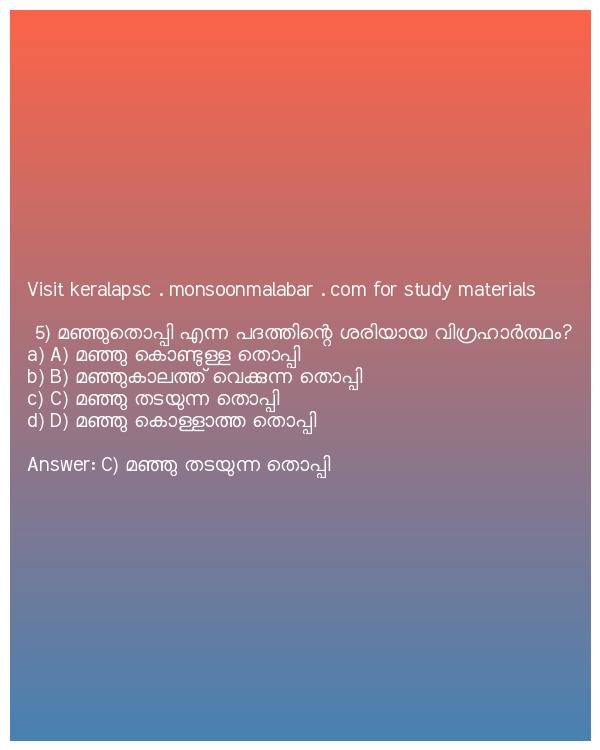 Visit keralapsc . monsoonmalabar . com for study materials
5) മഞ്ഞുതൊപ്പി എന്ന പദത്തിന്റെ ശരിയായ വിഗ്രഹാർത്ഥം?
a) A) മഞ്ഞു കൊണ്ടുള്ള തൊപ്പി
b) B) മഞ്ഞുകാലത്ത് വെക്കുന്ന തൊപ്പി
c) C) മഞ്ഞു തടയുന്ന തൊപ്പി
d) D) മഞ്ഞു കൊള്ളാത്ത തൊപ്പി
Answer: C) മഞ്ഞു തടയുന്ന തൊപ്പി